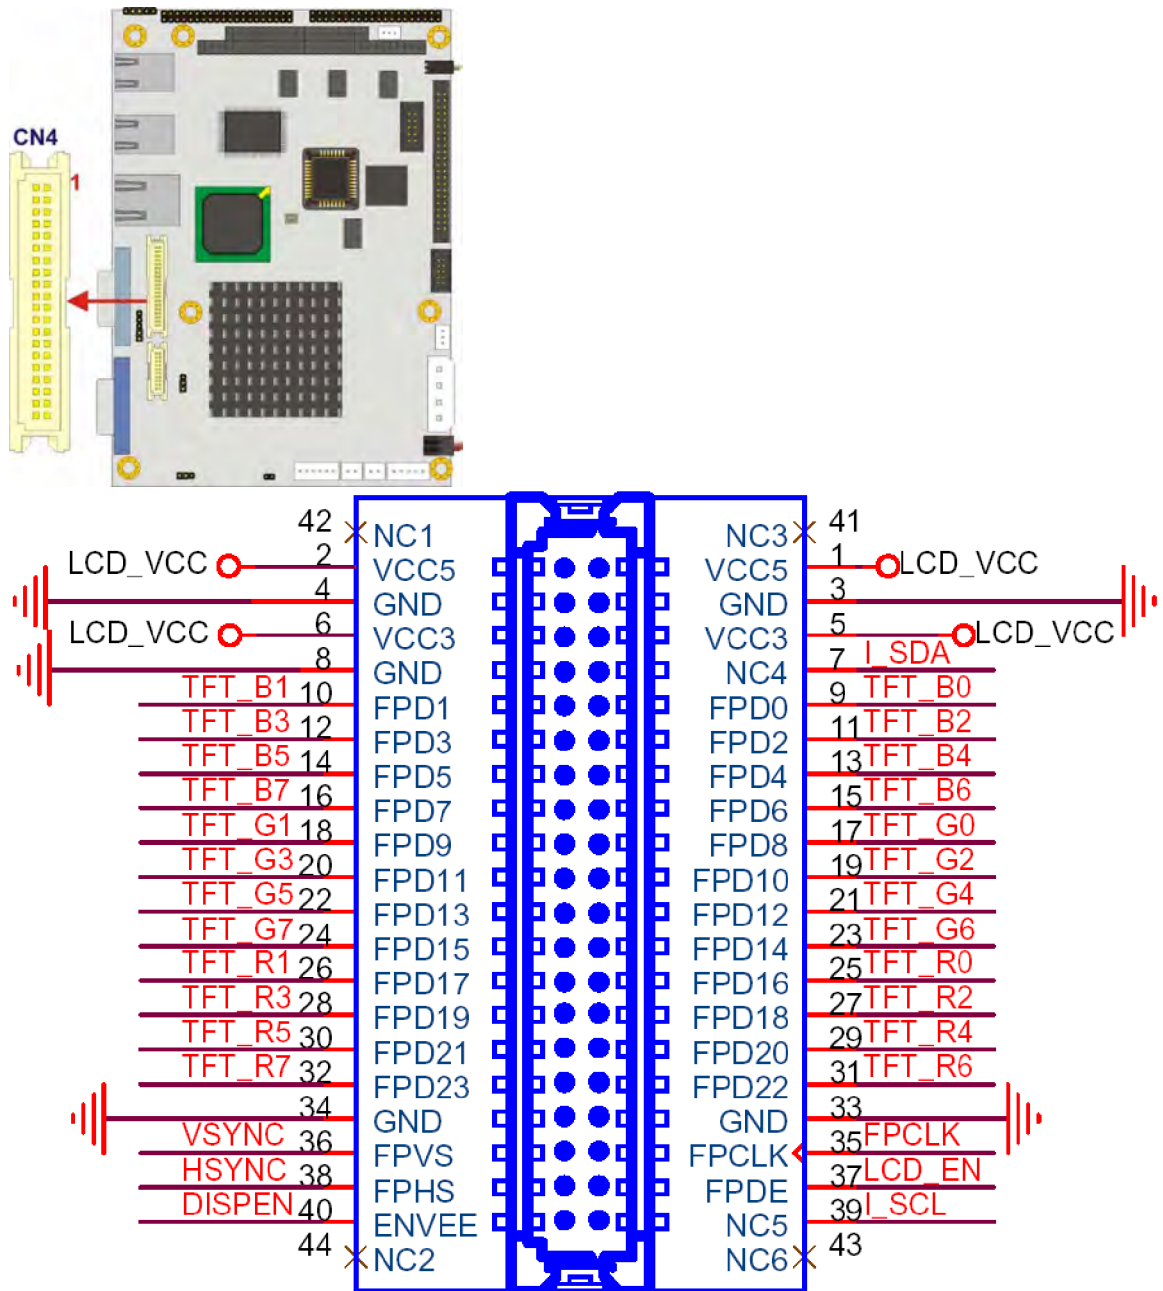 CN4
1
42 NC1 NC3 41
LCD_VCC 2 VCC5 VCC5 1 LCD_VCC
4 GND GND 3
LCD_VCC 6 VCC3 VCC3 5 LCD_VCC
8 GND NC4 7 I_SDA
TFT_B1 10 FPD1 FPD0 9 TFT_B0
TFT_B3 12 FPD3 FPD2 11 TFT_B2
TFT_B5 14 FPD5 FPD4 13 TFT_B4
TFT_B7 16 FPD7 FPD6 15 TFT_B6
TFT_G1 18 FPD9 FPD8 17 TFT_G0
TFT_G3 20 FPD11 FPD10 19 TFT_G2
TFT_G5 22 FPD13 FPD12 21 TFT_G4
TFT_G7 24 FPD15 FPD14 23 TFT_G6
TFT_R1 26 FPD17 FPD16 25 TFT_R0
TFT_R3 28 FPD19 FPD18 27 TFT_R2
TFT_R5 30 FPD21 FPD20 29 TFT_R4
TFT_R7 32 FPD23 FPD22 31 TFT_R6
34 GND GND 33
VSYNC 36 FPVS FPCLK 35 FPCLK
HSYNC 38 FPHS FPDE 37 LCD_EN
DISPEN 40 ENVEE NC5 39 I_SCL
44 NC2 NC6 43